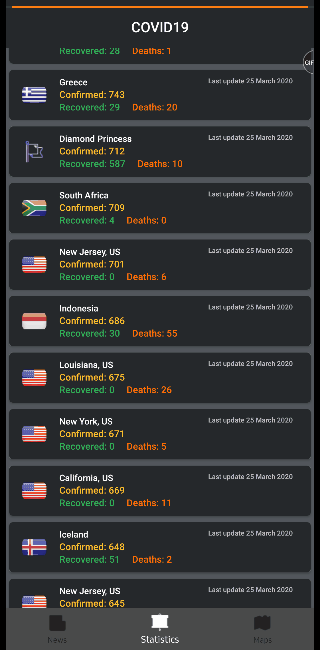 COVID19
Recovered: 28 Deaths: 1
GIF
Greece Last update 25 March 2020
Confirmed: 743
Recovered: 29 Deaths: 20
Diamond Princess Last update 25 March 2020
Confirmed: 712
Recovered: 587 Deaths: 10
South Africa Last update 25 March 2020
Confirmed: 709
Recovered: 4 Deaths: 0
New Jersey, US Last update 25 March 2020
Confirmed: 701
Recovered: 0 Deaths: 6
Indonesia Last update 25 March 2020
Confirmed: 686
Recovered: 30 Deaths: 55
Louisiana, US Last update 25 March 2020
Confirmed: 675
Recovered: 0 Deaths: 26
New York, US Last update 25 March 2020
Confirmed: 671
Recovered: 0 Deaths: 5
California, US Last update 25 March 2020
Confirmed: 669
Recovered: 0 Deaths: 11
Iceland Last update 25 March 2020
Confirmed: 648
Recovered: 51 Deaths: 2
New Jersey, US Last update 25 March 2020
Confirmed: 645
News Statistics Maps